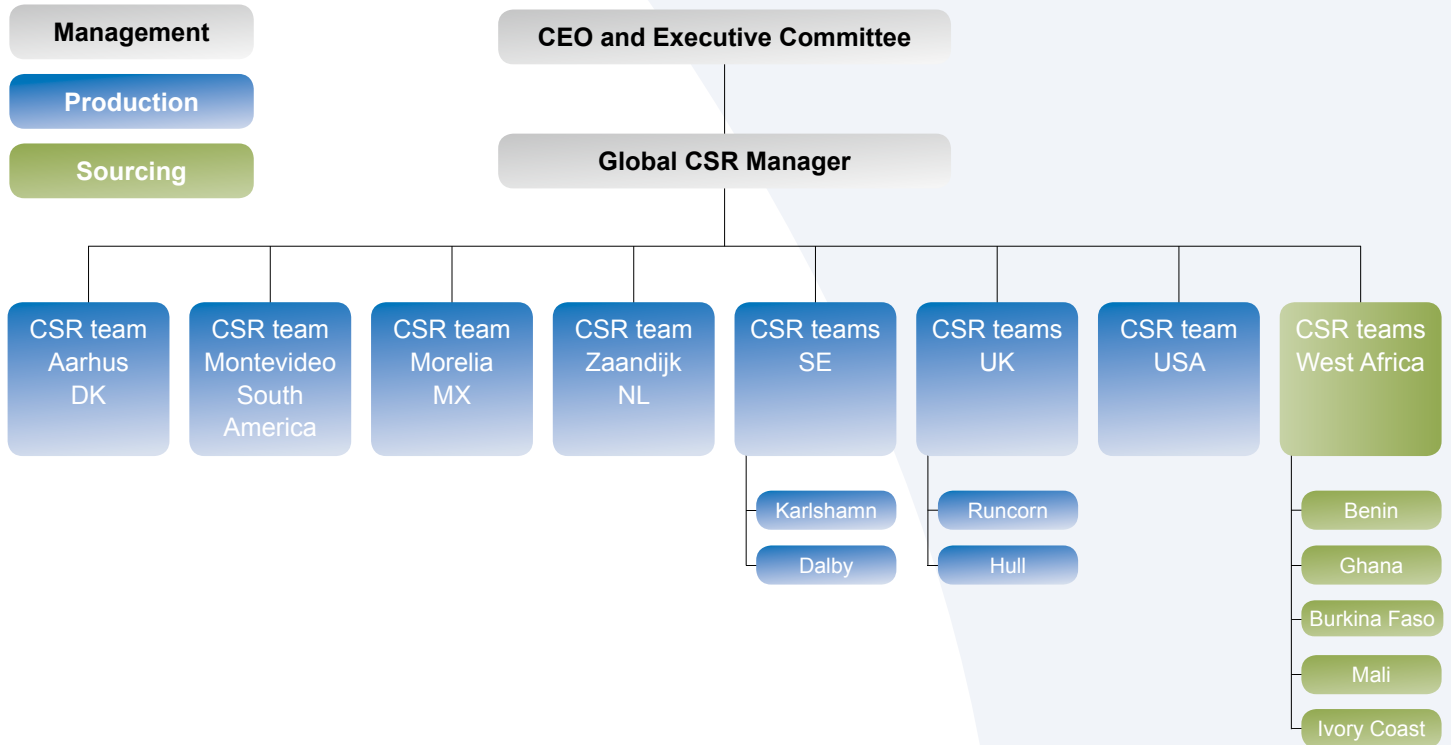 Management
Production
Sourcing
CEO and Executive Committee
Global CSR Manager
CSR team
Aarhus
DK
CSR team
Montevideo
South
America
CSR team
Morelia
MX
CSR team
Zaandijk
NL
CSR teams
SE
CSR teams
UK
CSR team
USA
CSR teams
West Africa
Karlshamn
Dalby
Runcorn
Hull
Benin
Ghana
Burkina Faso
Mali
Ivory Coast